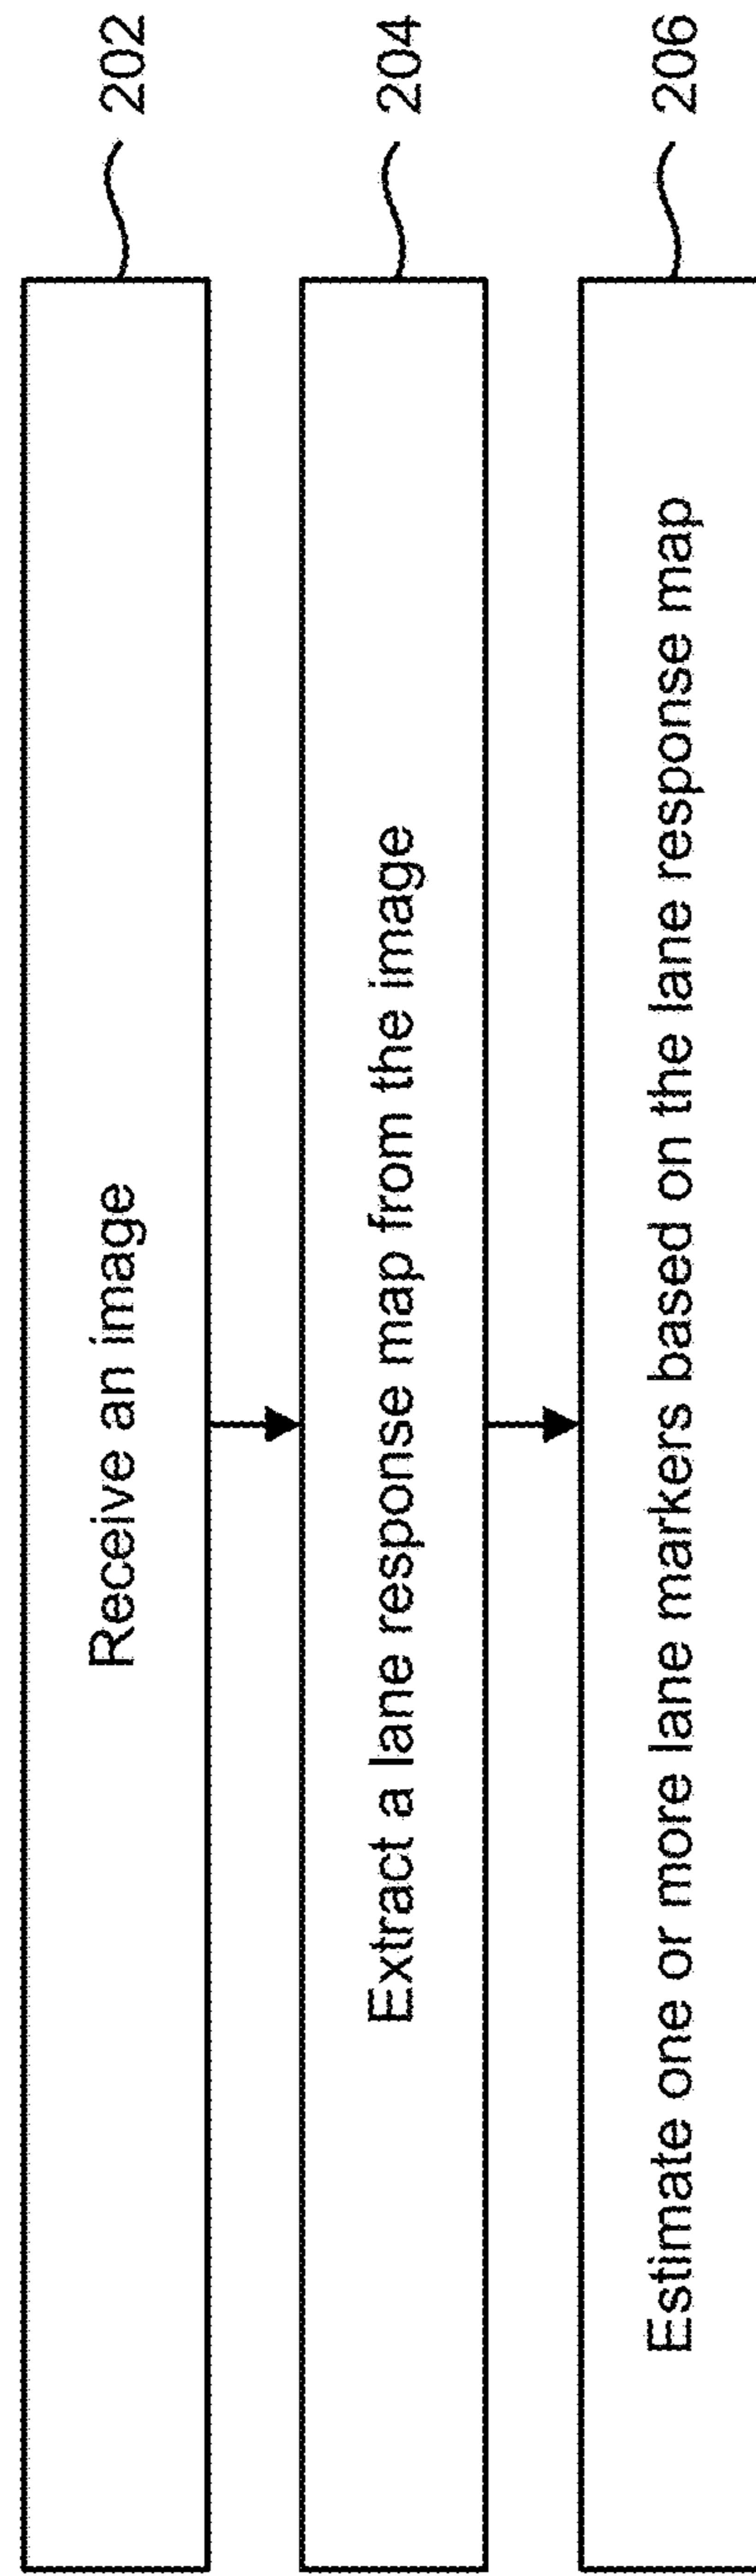 Receive an image
202
Extract a lane response map from the image
204
Estimate one or more lane markers based on the lane response map
206